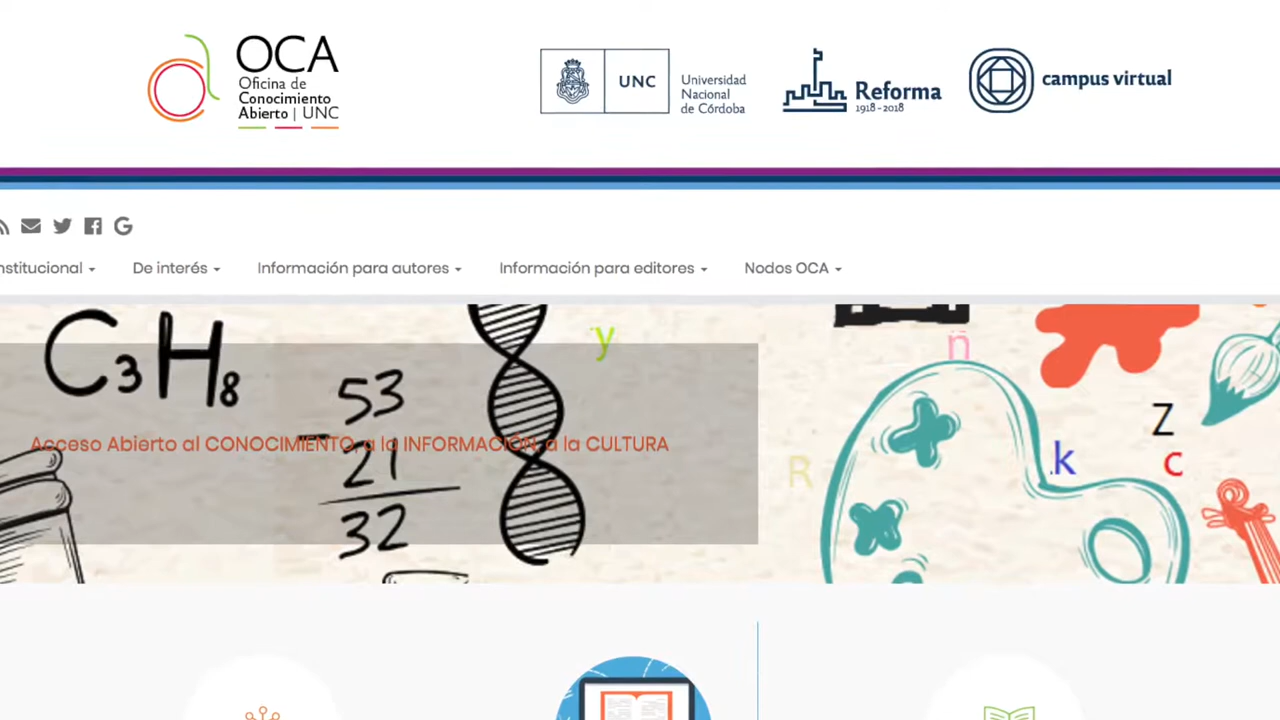 OCA
Oficina de
Conocimiento
Abierto | UNC
UNC
Universidad
Nacional
de Córdoba
Reforma
1918 - 2018
campus virtual
nstitucional
De interés
Información para autores
Información para editores
Nodos OCA
C3H8
y
n
53
Z
Acceso Abierto al CONOCIMIENTO, a la INFORMACIÓN, a la CULTURA
- 21
R
k
c
32